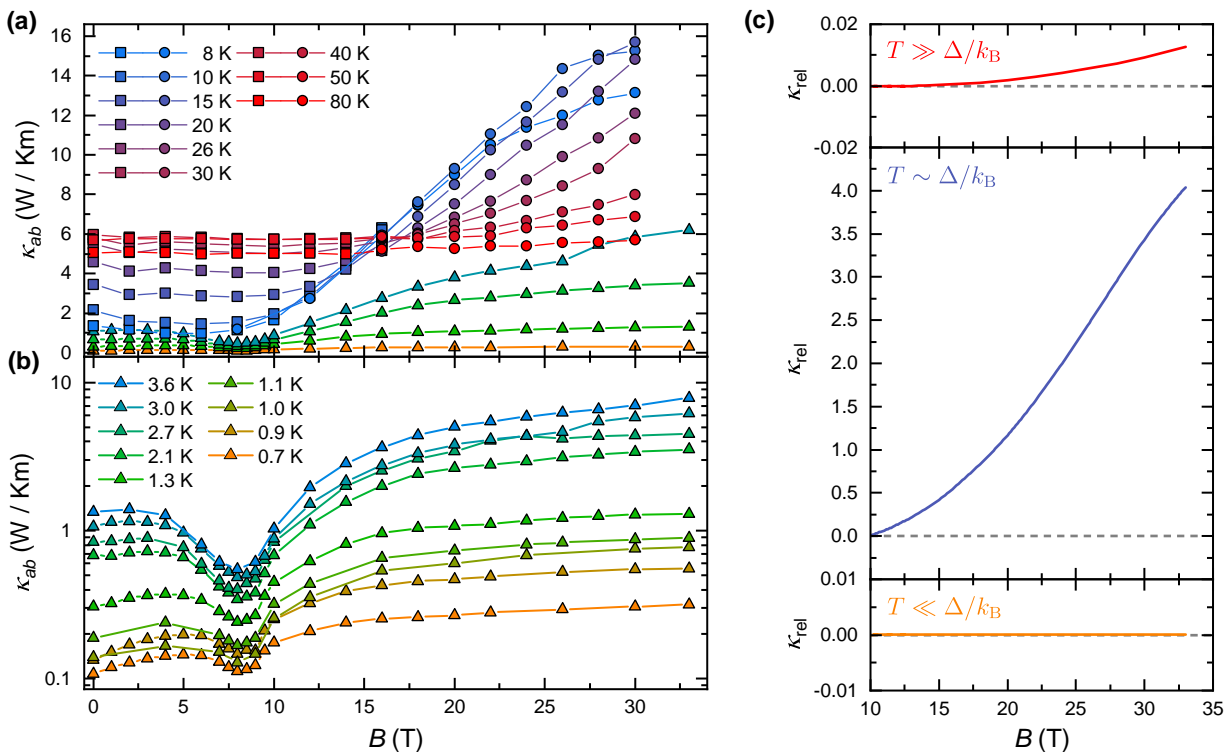 (a)
κab (W / Km)
16
14
12
10
8
6
4
2
0
8 K
10 K
15 K
20 K
26 K
30 K
40 K
50 K
80 K
(b)
κab (W / Km)
10
1
0.1
3.6 K
3.0 K
2.7 K
2.1 K
1.3 K
1.1 K
1.0 K
0.9 K
0.7 K
0 5 10 15 20 25 30
B (T)
(c)
κrel
0.02
0.00
-0.02
T ≫ Δ/kB
κrel
4.0
3.5
3.0
2.5
2.0
1.5
1.0
0.5
0.0
T ∼ Δ/kB
κrel
0.01
0.00
-0.01
T ≪ Δ/kB
10 15 20 25 30 35
B (T)